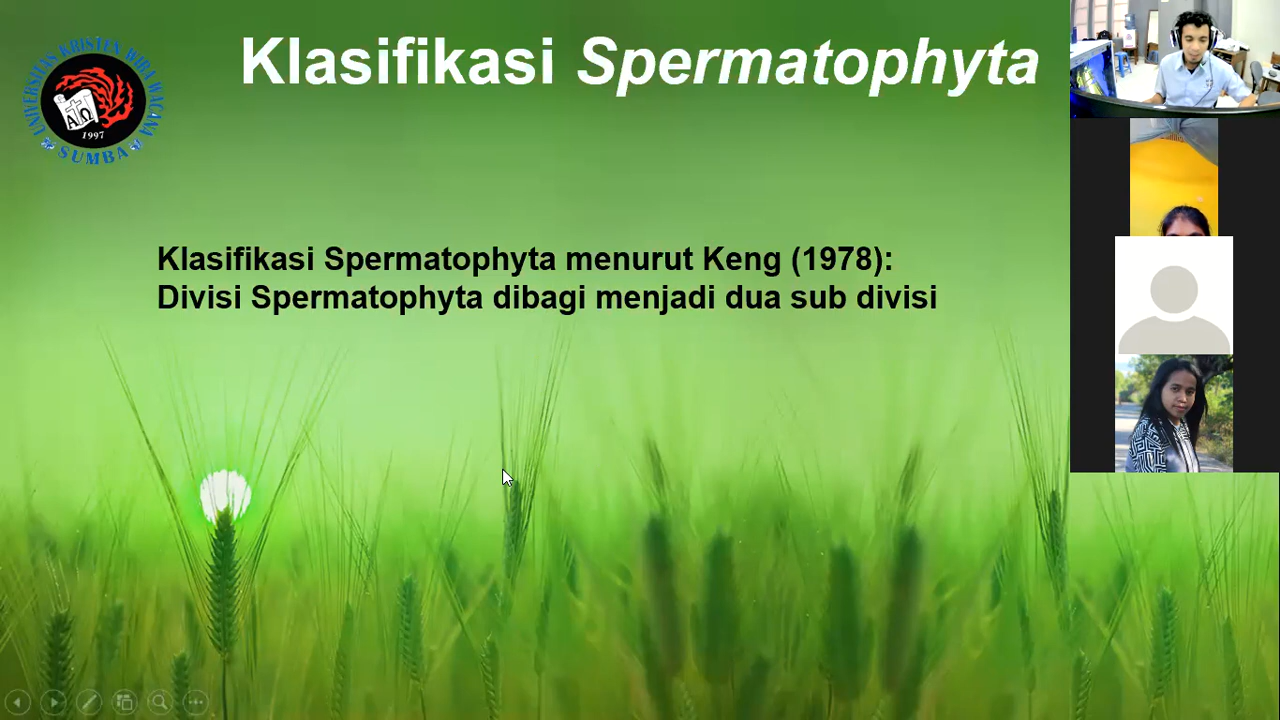 Klasifikasi Spermatophyta
UNIVERSITAS KRISTEN WIRA WACANA
ΑΩ
1997
SUMBA
Klasifikasi Spermatophyta menurut Keng (1978):
Divisi Spermatophyta dibagi menjadi dua sub divisi